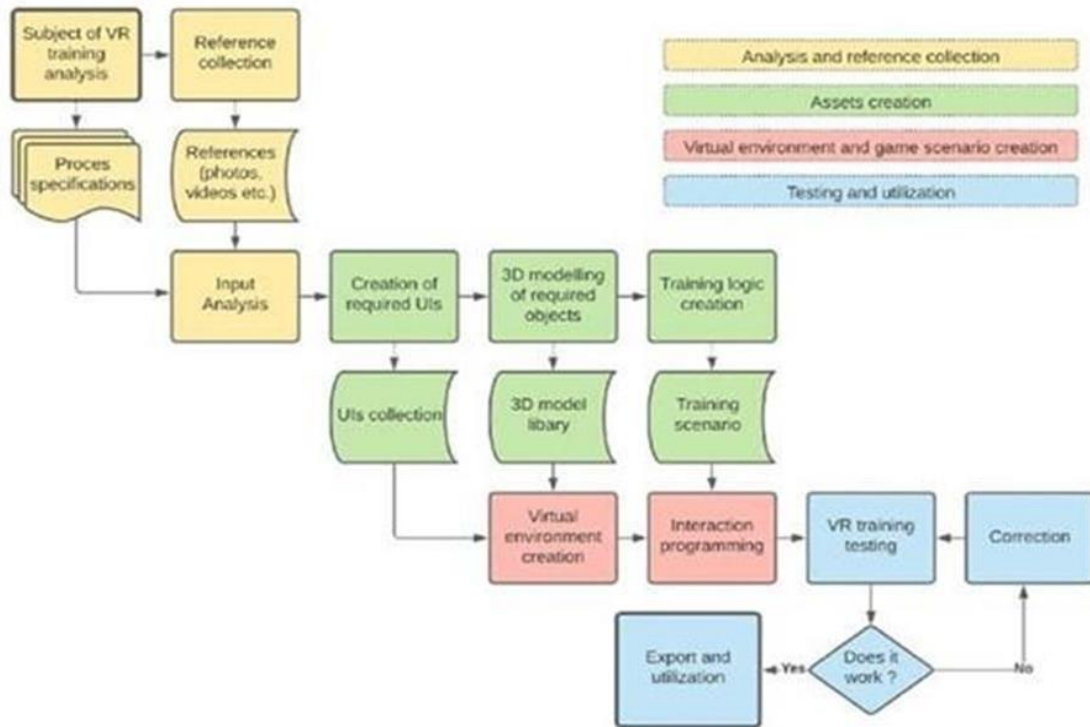 Subject of VR
training
analysis
Reference
collection
Analysis and reference collection
Assets creation
Virtual environment and game scenario creation
Testing and utilization
Proces
specifications
References
(photos,
videos etc.)
Input
Analysis
Creation of
required UIs
3D modelling
of required
objects
Training logic
creation
UIs collection
3D model
libary
Training
scenario
Virtual
environment
creation
Interaction
programming
VR training
testing
Correction
Export and
utilization
Yes
Does it
work ?
No